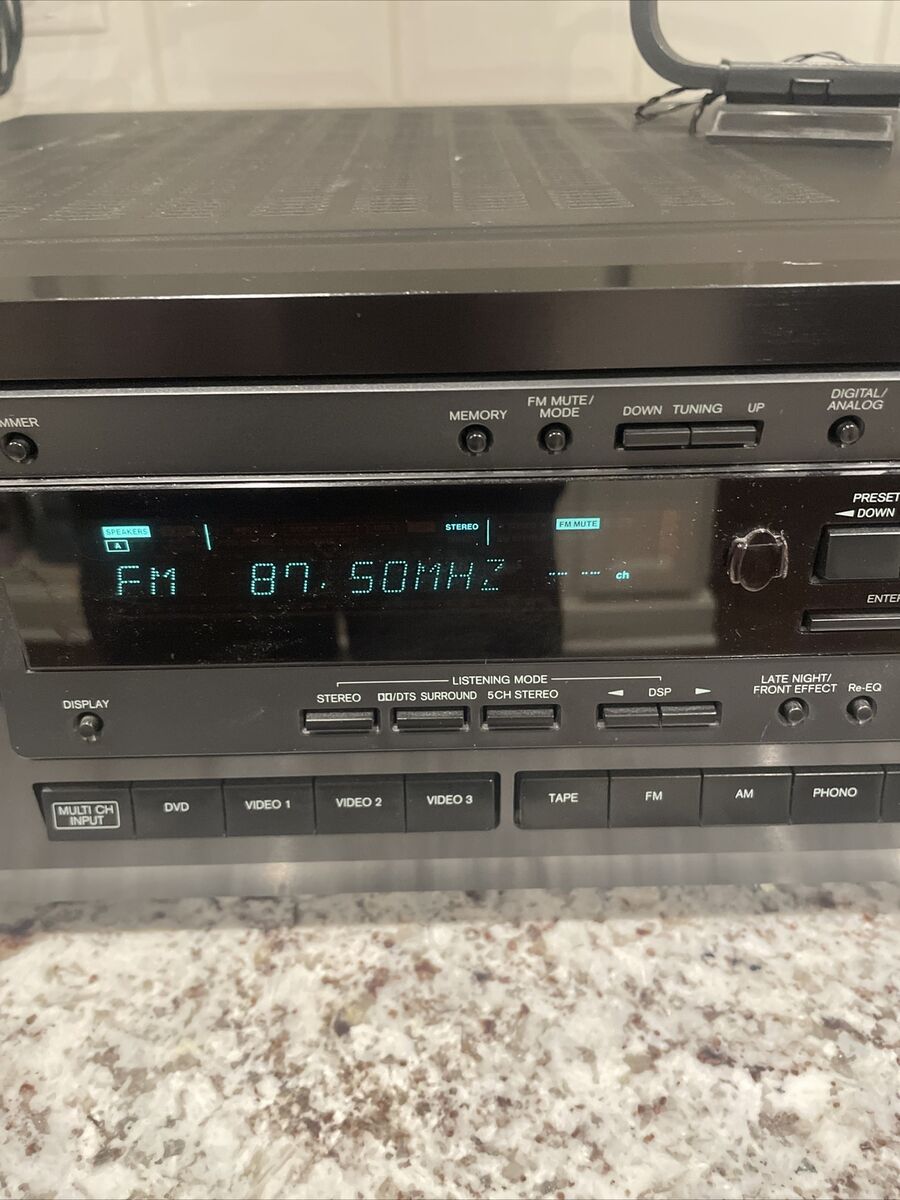 MMER
MEMORY
FM MUTE/
MODE
DOWN TUNING UP
DIGITAL/
ANALOG
SPEAKERS
A
STEREO
FM MUTE
FM 87.50MHZ -- -- ch
PRESET
◄ DOWN
ENTER
LISTENING MODE
STEREO
DD/DTS SURROUND
5CH STEREO
◄ DSP ►
LATE NIGHT/
FRONT EFFECT
Re-EQ
DISPLAY
MULTI CH
INPUT
DVD
VIDEO 1
VIDEO 2
VIDEO 3
TAPE
FM
AM
PHONO